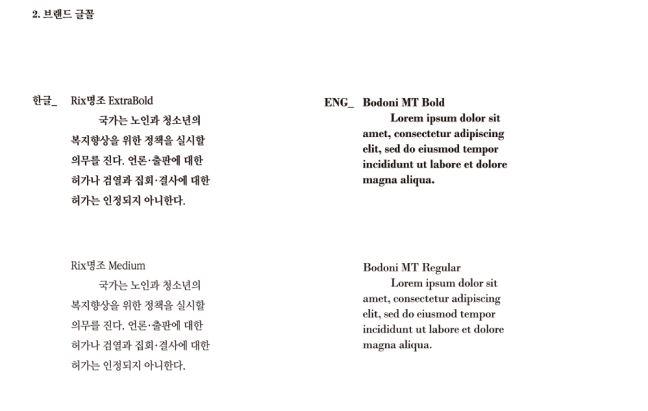 2. 브랜드 글꼴
한글_ Rix명조 ExtraBold
국가는 노인과 청소년의
복지향상을 위한 정책을 실시할
의무를 진다. 언론·출판에 대한
허가나 검열과 집회·결사에 대한
허가는 인정되지 아니한다.
ENG_ Bodoni MT Bold
Lorem ipsum dolor sit
amet, consectetur adipiscing
elit, sed do eiusmod tempor
incididunt ut labore et dolore
magna aliqua.
Rix명조 Medium
국가는 노인과 청소년의
복지향상을 위한 정책을 실시할
의무를 진다. 언론·출판에 대한
허가나 검열과 집회·결사에 대한
허가는 인정되지 아니한다.
Bodoni MT Regular
Lorem ipsum dolor sit
amet, consectetur adipiscing
elit, sed do eiusmod tempor
incididunt ut labore et dolore
magna aliqua.